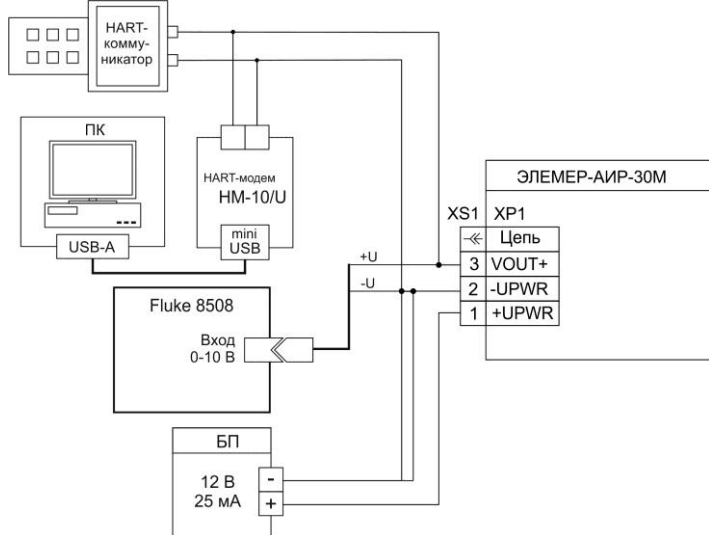 HART-
комму-
никатор
ПК
USB-A
HART-модем
HM-10/U
mini
USB
Fluke 8508
Вход
0-10 В
+U
-U
ЭЛЕМЕР-АИР-30М
XS1 XP1
Цепь
3 VOUT+
2 -UPWR
1 +UPWR
БП
12 В
25 мА
-
+